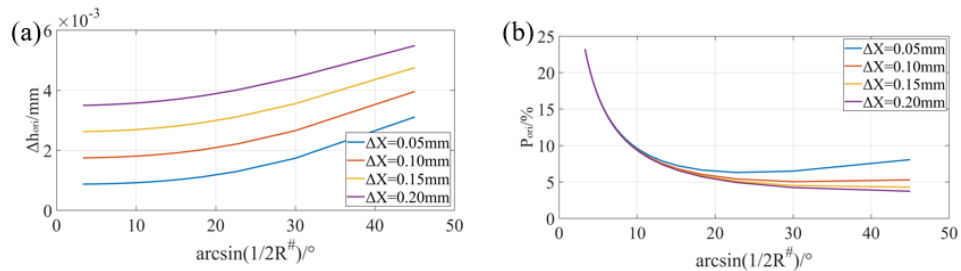 (a)
×10⁻³
6
4
2
0
0 10 20 30 40 50
Δh_ori/mm
arcsin(1/2R^#)/°
ΔX=0.05mm
ΔX=0.10mm
ΔX=0.15mm
ΔX=0.20mm
(b)
25
20
15
10
5
0
0 10 20 30 40 50
P_ori/%
arcsin(1/2R^#)/°
ΔX=0.05mm
ΔX=0.10mm
ΔX=0.15mm
ΔX=0.20mm